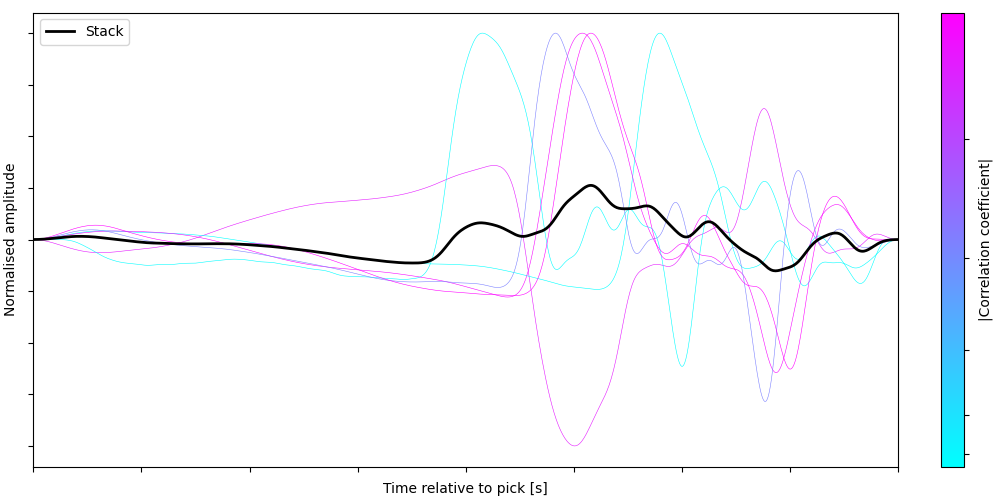 Stack
Normalised amplitude
Time relative to pick [s]
|Correlation coefficient|